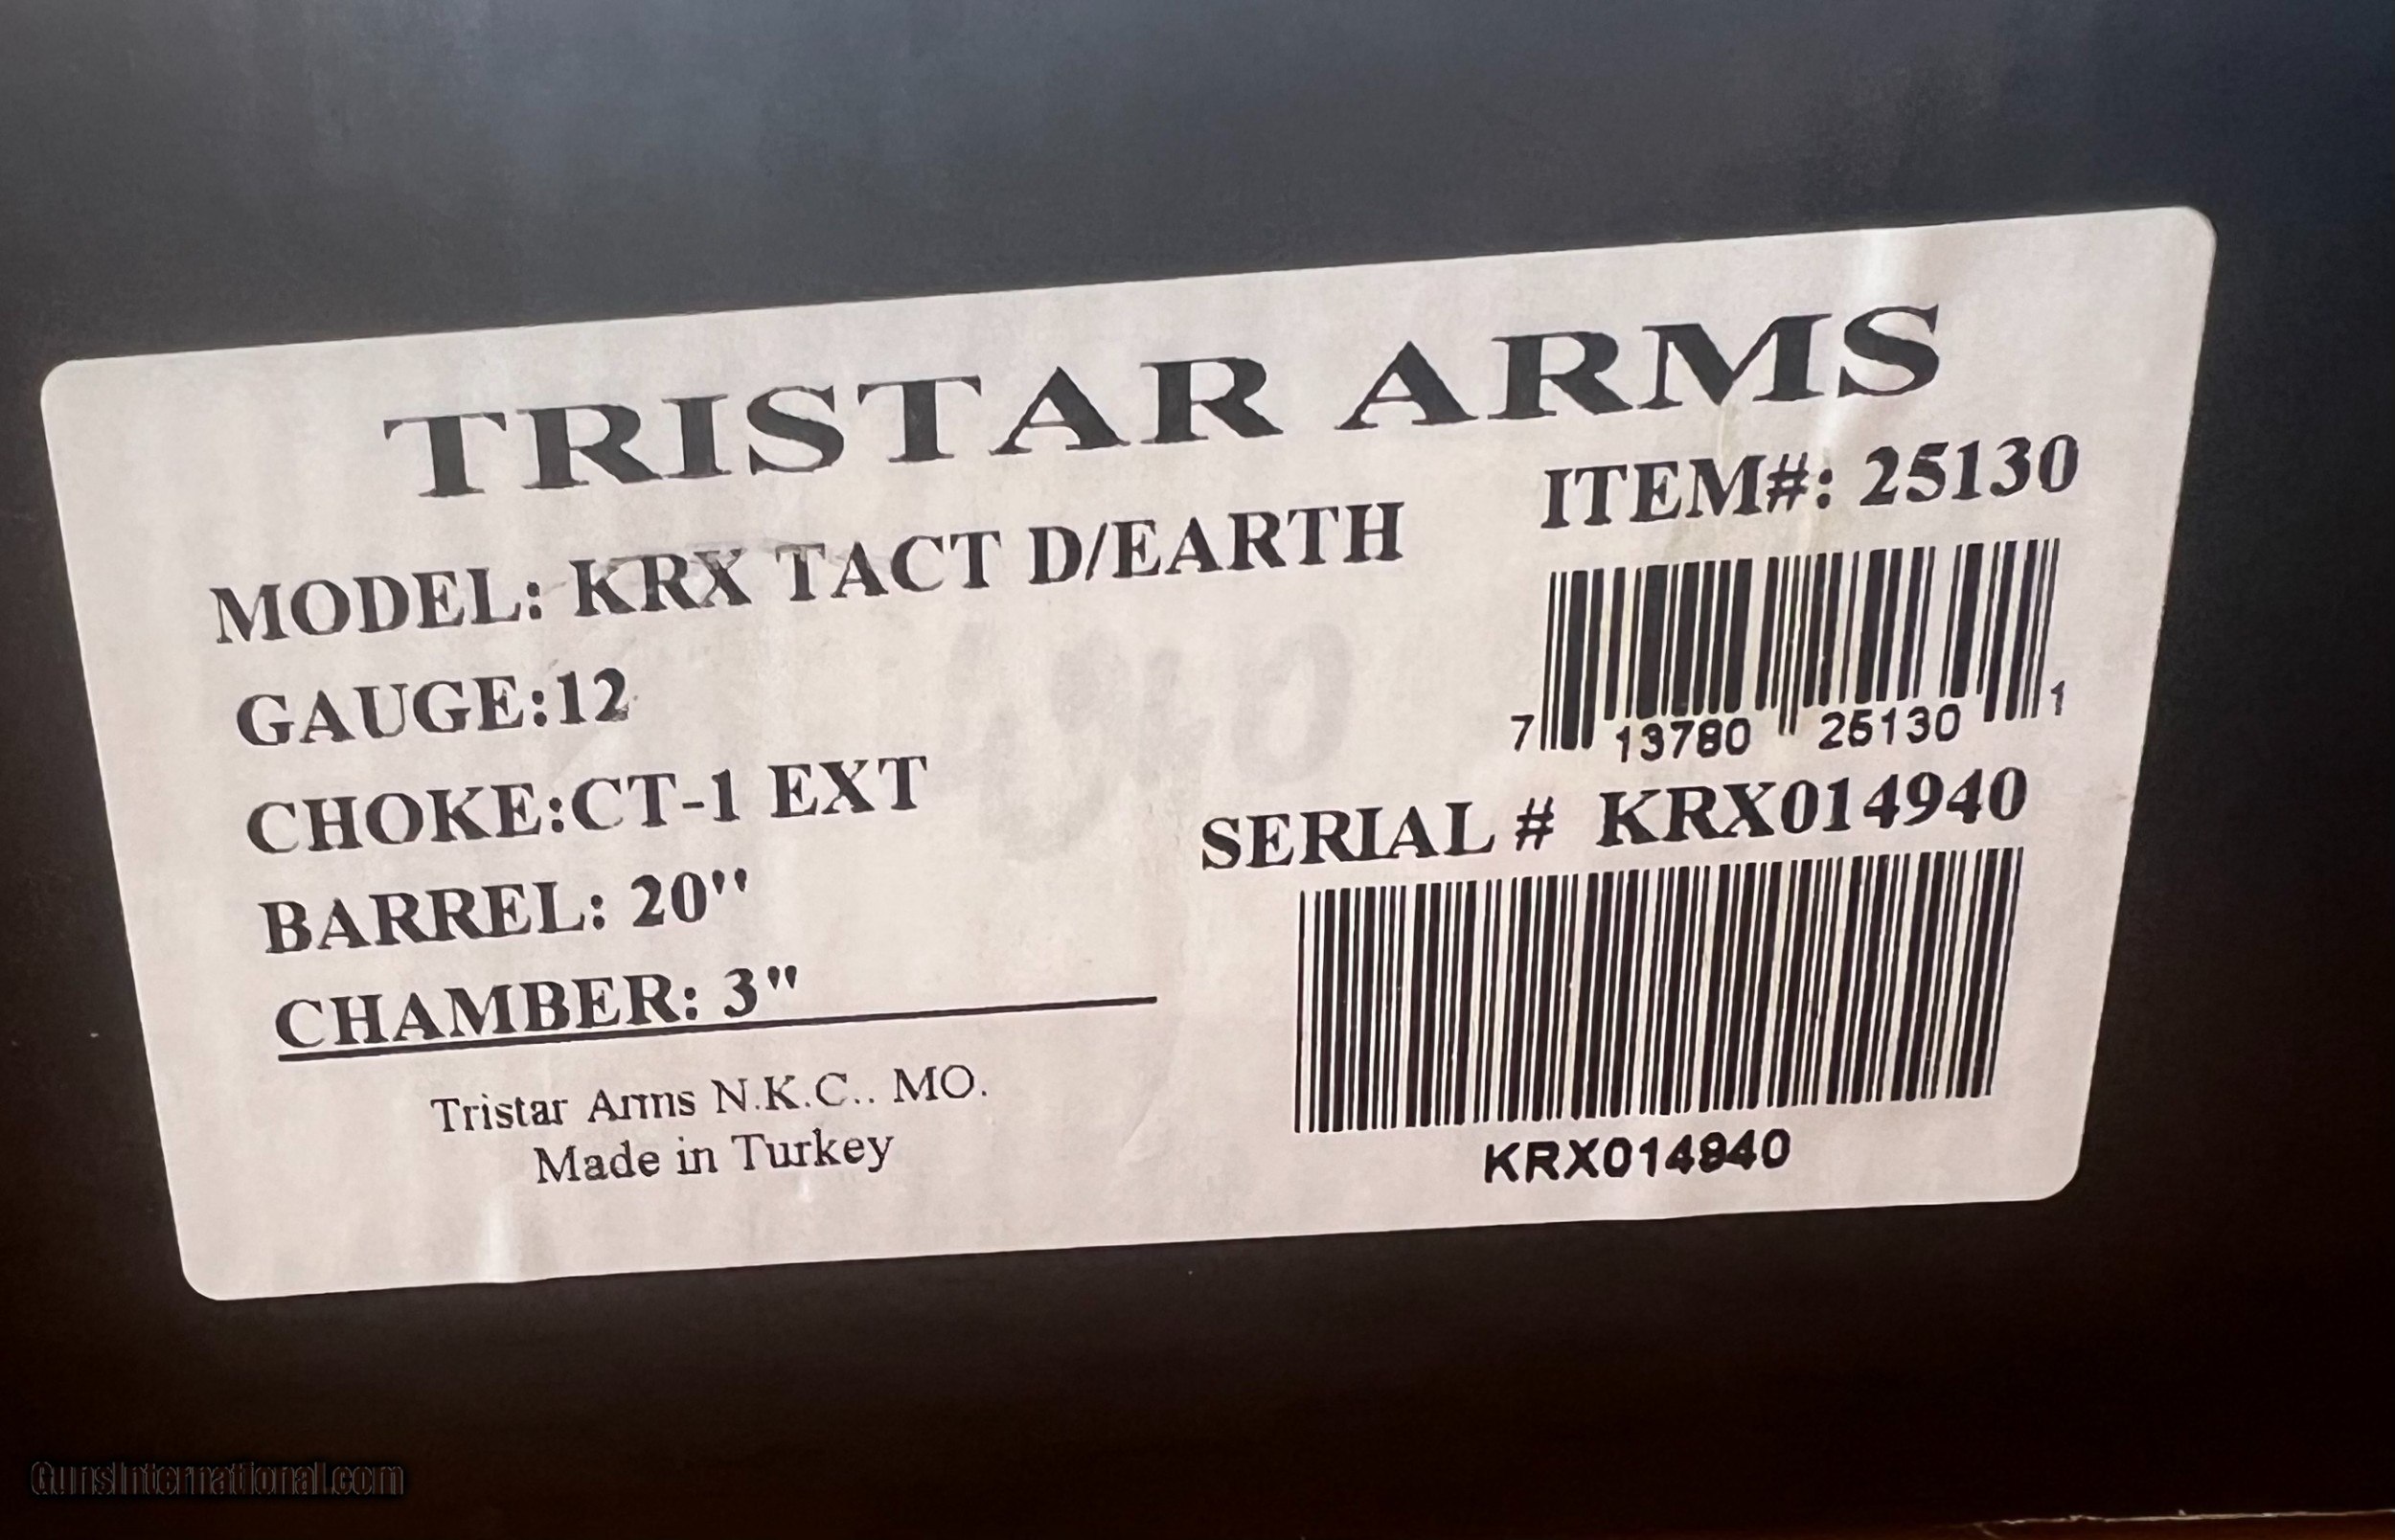 TRISTAR ARMS
MODEL: KRX TACT D/EARTH
GAUGE:12
CHOKE:CT-1 EXT
BARREL: 20"
CHAMBER: 3"
Tristar Arms N.K.C.. MO.
Made in Turkey
ITEM#: 25130
7 13780 25130 1
SERIAL # KRX014940
KRX014940
GunsInternational.com